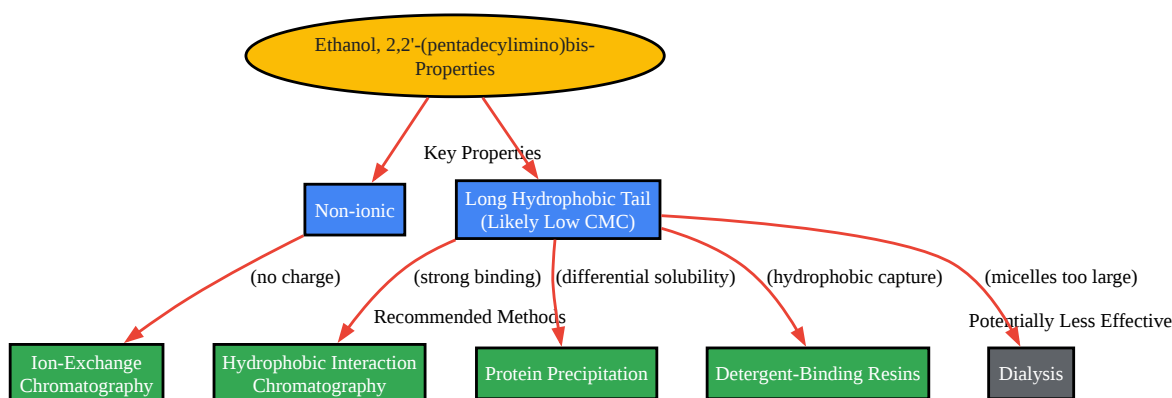 Ethanol, 2,2'-(pentadecylimino)bis-
Properties
Key Properties
Non-ionic
Long Hydrophobic Tail
(Likely Low CMC)
(no charge)
(strong binding)
(differential solubility)
(hydrophobic capture)
(micelles too large)
Recommended Methods
Potentially Less Effective
Ion-Exchange
Chromatography
Hydrophobic Interaction
Chromatography
Protein Precipitation
Detergent-Binding Resins
Dialysis